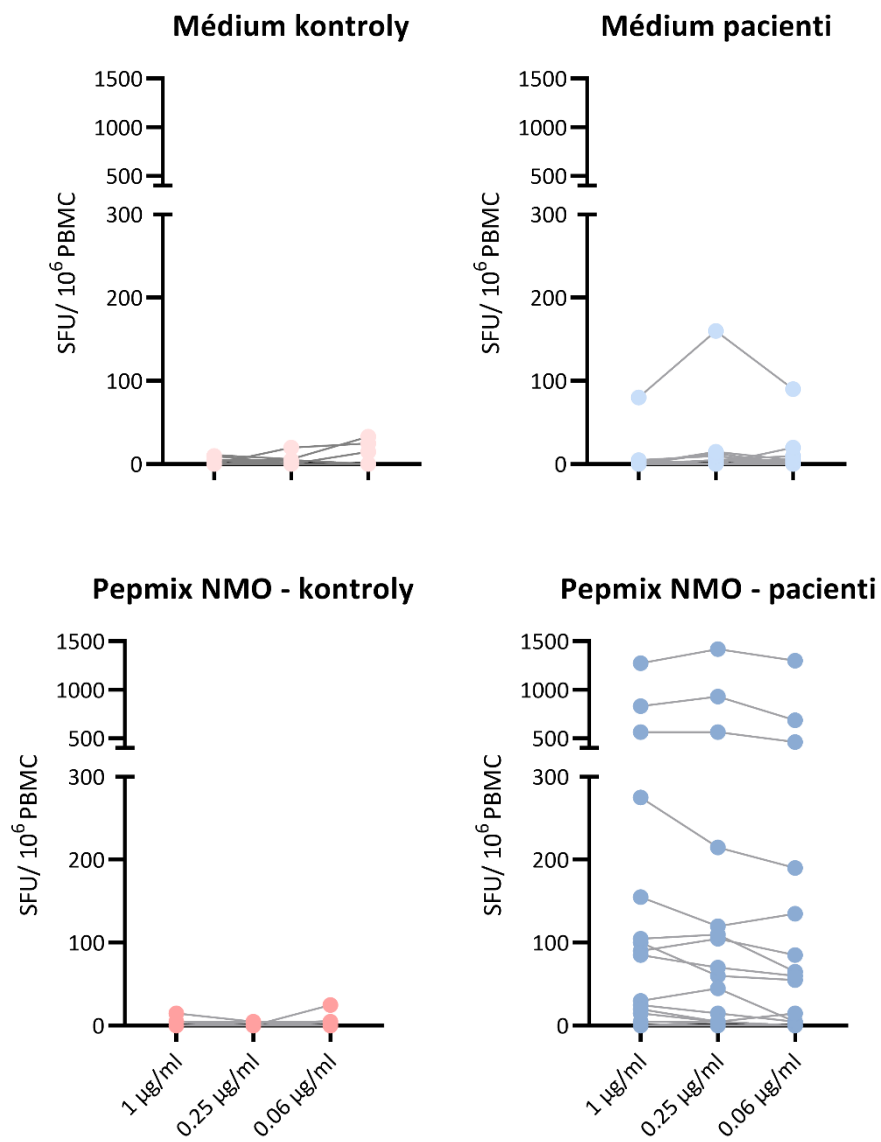 Médium kontroly
Médium pacienti
1500
1000
500
300
200
100
0
SFU/ 10⁶ PBMC
1500
1000
500
300
200
100
0
SFU/ 10⁶ PBMC
Pepmix NMO - kontroly
Pepmix NMO - pacienti
1500
1000
500
300
200
100
0
SFU/ 10⁶ PBMC
1 µg/ml
0.25 µg/ml
0.06 µg/ml
1500
1000
500
300
200
100
0
SFU/ 10⁶ PBMC
1 µg/ml
0.25 µg/ml
0.06 µg/ml